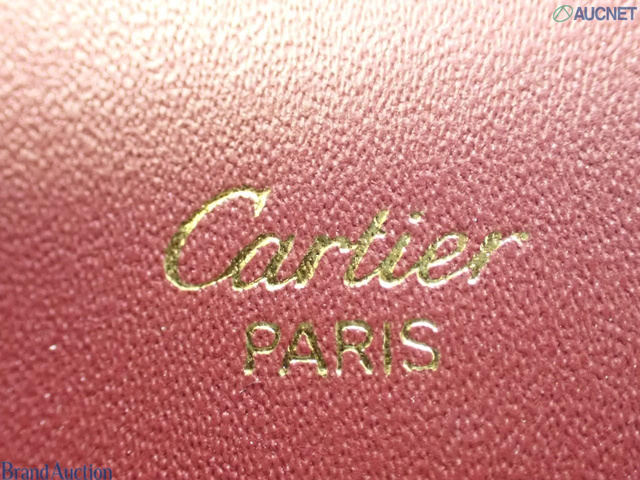 AUCNET
Cartier
PARIS
Brand Auction